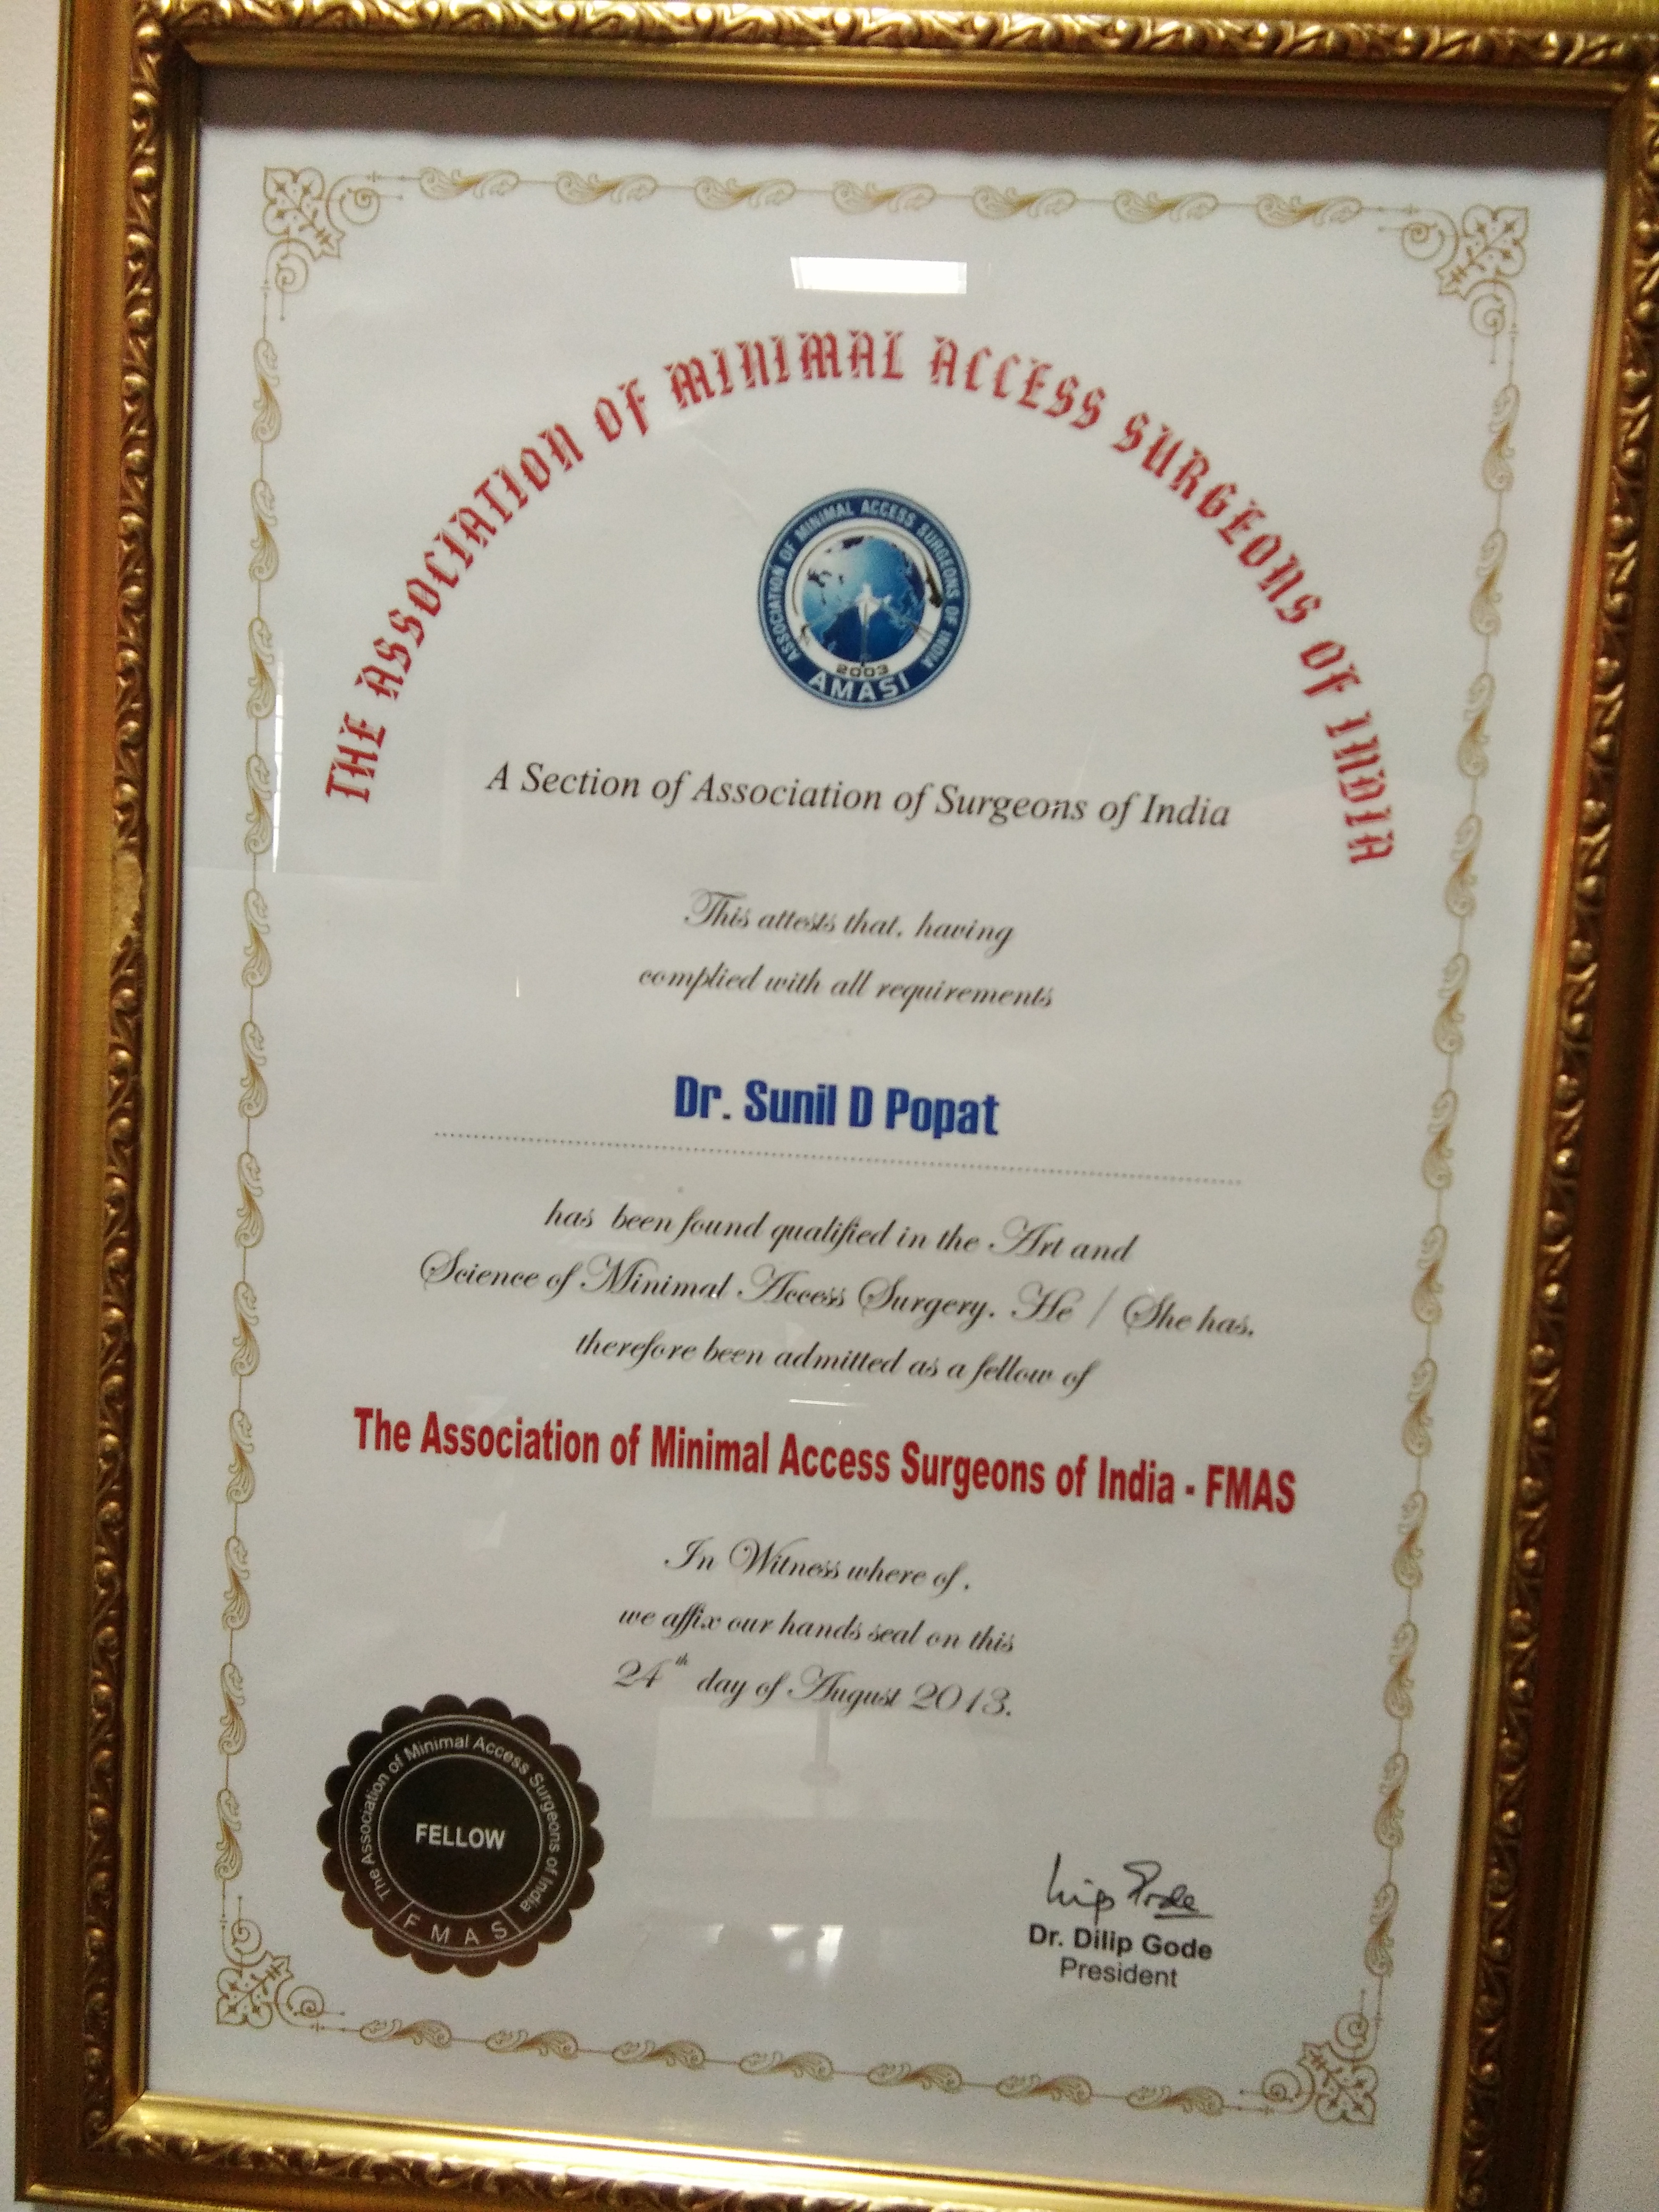 THE ASSOCIATION OF MINIMAL ACCESS SURGEONS OF INDIA
ASSOCIATION OF MINIMAL ACCESS SURGEONS OF INDIA
2003
AMASI
A Section of Association of Surgeons of India
This attests that, having
complied with all requirements
Dr. Sunil D Popat
has been found qualified in the Art and
Science of Minimal Access Surgery. He / She has,
therefore been admitted as a fellow of
The Association of Minimal Access Surgeons of India - FMAS
In Witness where of ,
we affix our hands seal on this
24th day of August 2013.
The Association of Minimal Access Surgeons of India
FELLOW
FMAS
Dilip Gode
Dr. Dilip Gode
President